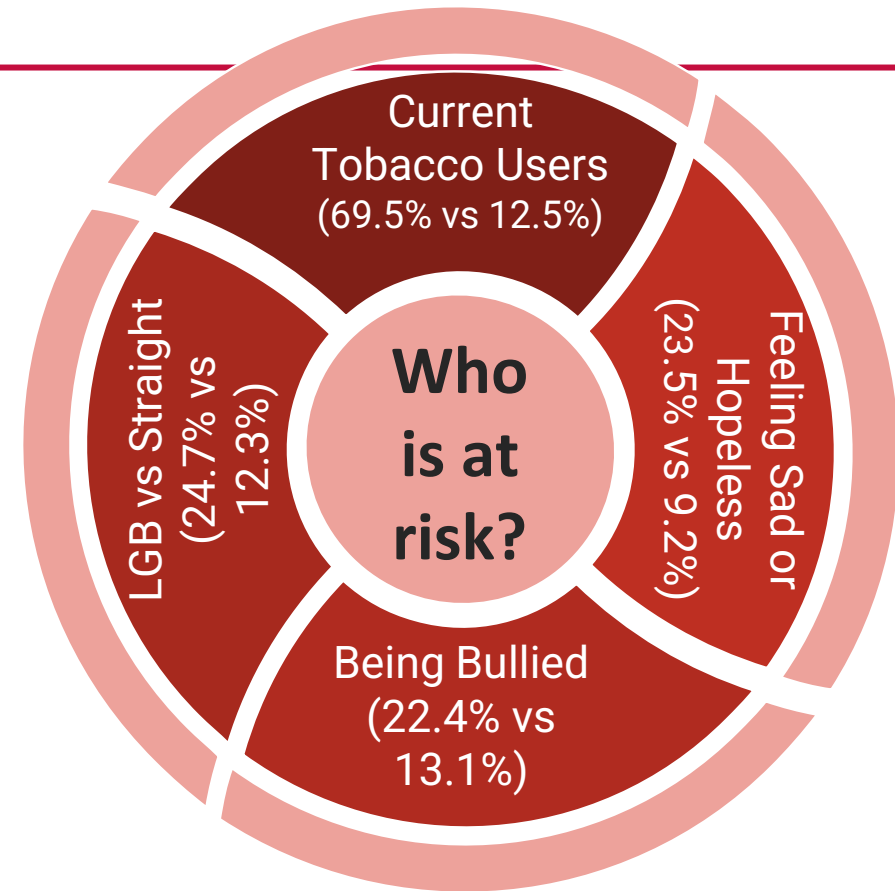 Current
Tobacco Users
(69.5% vs 12.5%)
Feeling Sad or
Hopeless
(23.5% vs 9.2%)
Being Bullied
(22.4% vs
13.1%)
LGB vs Straight
(24.7% vs
12.3%)
Who
is at
risk?